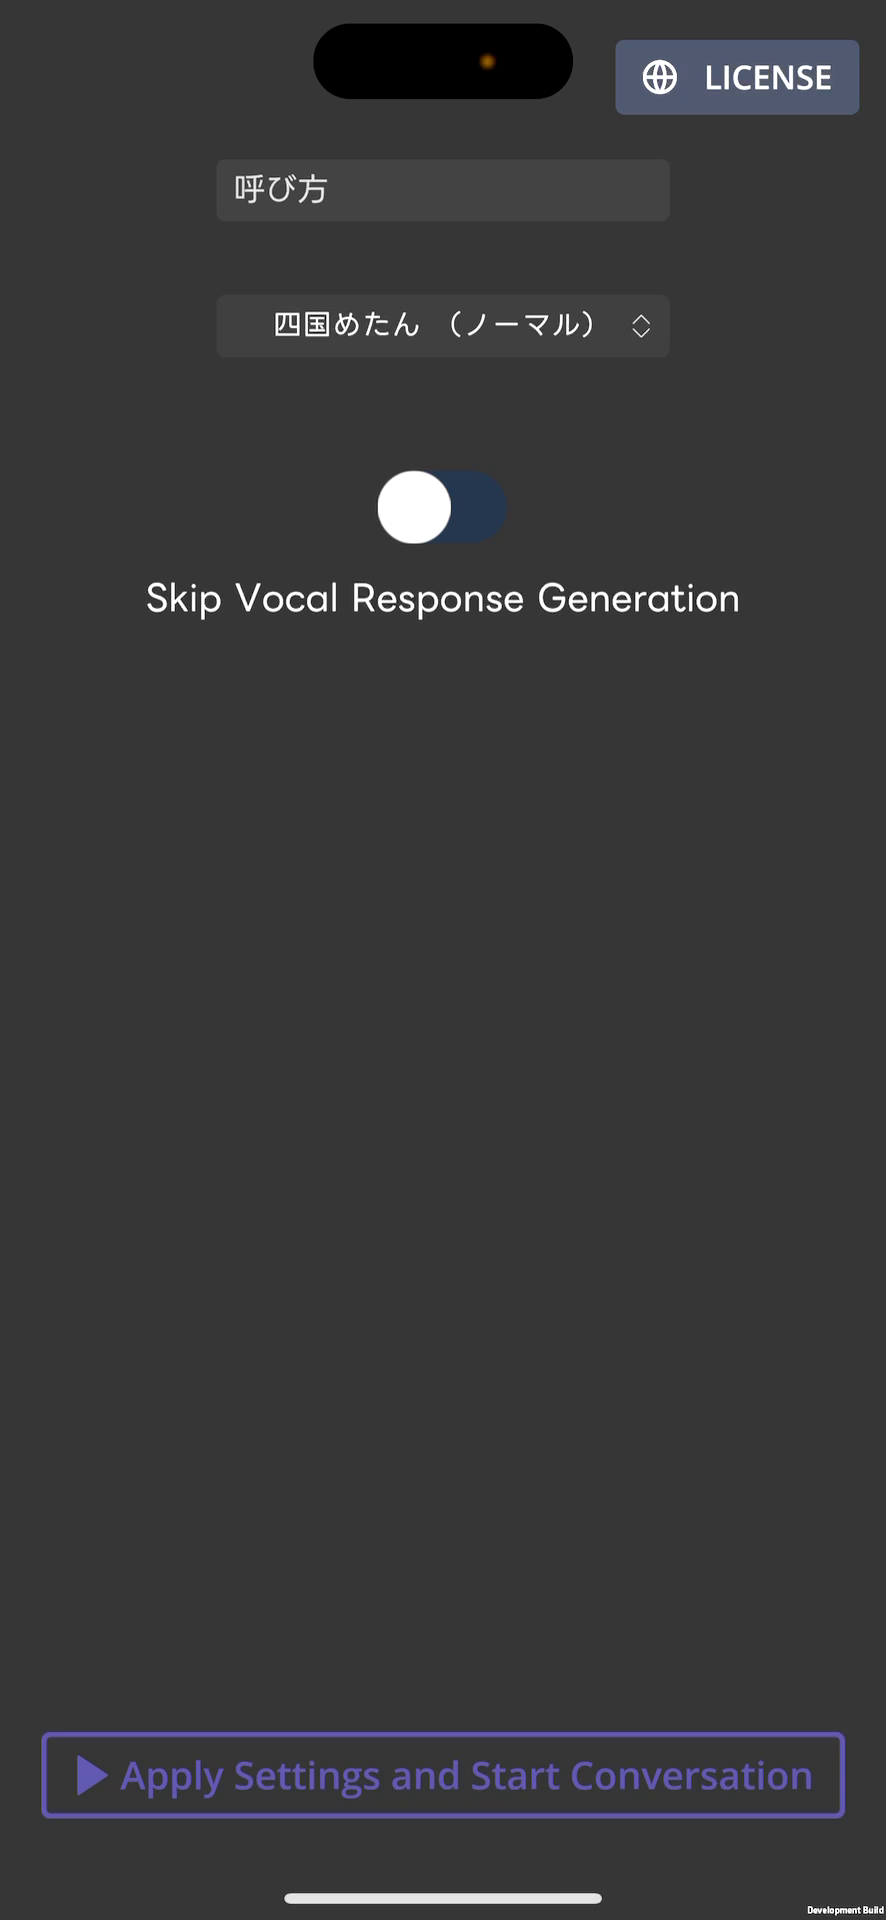 LICENSE
呼び方
四国めたん （ノーマル）
Skip Vocal Response Generation
Apply Settings and Start Conversation
Development Build